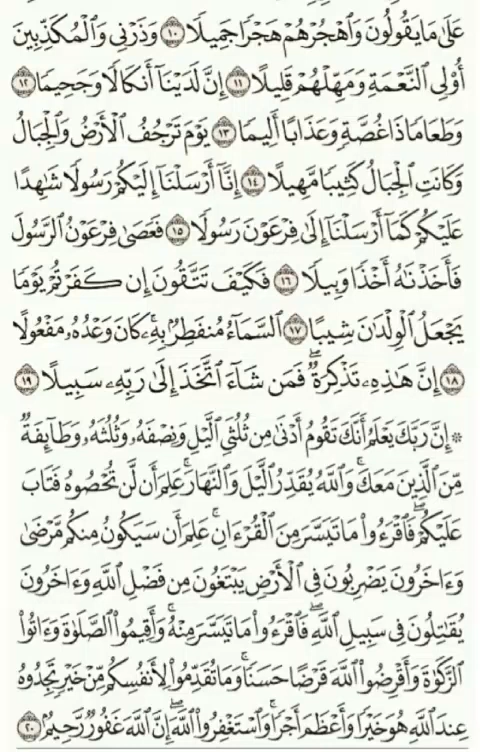 عَلَىٰ مَا يَقُولُونَ وَٱهْجُرْهُمْ هَجْرًا جَمِيلًا ١٠ وَذَرْنِى وَٱلْمُكَذِّبِينَ
أُو۟لِى ٱلنَّعْمَةِ وَمَهِّلْهُمْ قَلِيلًا ١١ إِنَّ لَدَيْنَآ أَنكَالًا وَجَحِيمًا ١٢
وَطَعَامًا ذَا غُصَّةٍ وَعَذَابًا أَلِيمًا ١٣ يَوْمَ تَرْجُفُ ٱلْأَرْضُ وَٱلْجِبَالُ
وَكَانَتِ ٱلْجِبَالُ كَثِيبًا مَّهِيلًا ١٤ إِنَّآ أَرْسَلْنَآ إِلَيْكُمْ رَسُولًا شَٰهِدًا
عَلَيْكُمْ كَمَآ أَرْسَلْنَآ إِلَىٰ فِرْعَوْنَ رَسُولًا ١٥ فَعَصَىٰ فِرْعَوْنُ ٱلرَّسُولَ
فَأَخَذْنَٰهُ أَخْذًا وَبِيلًا ١٦ فَكَيْفَ تَتَّقُونَ إِن كَفَرْتُمْ يَوْمًا
يَجْعَلُ ٱلْوِلْدَٰنَ شِيبًا ١٧ ٱلسَّمَآءُ مُنفَطِرٌۢ بِهِۦ ۚ كَانَ وَعْدُهُۥ مَفْعُولًا
١٨ إِنَّ هَٰذِهِۦ تَذْكِرَةٌ ۖ فَمَن شَآءَ ٱتَّخَذَ إِلَىٰ رَبِّهِۦ سَبِيلًا ١٩
۞ إِنَّ رَبَّكَ يَعْلَمُ أَنَّكَ تَقُومُ أَدْنَىٰ مِن ثُلُثَىِ ٱلَّيْلِ وَنِصْفَهُۥ وَثُلُثَهُۥ وَطَآئِفَةٌ
مِّنَ ٱلَّذِينَ مَعَكَ ۚ وَٱللَّهُ يُقَدِّرُ ٱلَّيْلَ وَٱلنَّهَارَ ۚ عَلِمَ أَن لَّن تُحْصُوهُ فَتَابَ
عَلَيْكُمْ ۖ فَٱقْرَءُوا۟ مَا تَيَسَّرَ مِنَ ٱلْقُرْءَانِ ۚ عَلِمَ أَن سَيَكُونُ مِنكُم مَّرْضَىٰ
وَءَاخَرُونَ يَضْرِبُونَ فِى ٱلْأَرْضِ يَبْتَغُونَ مِن فَضْلِ ٱللَّهِ وَءَاخَرُونَ
يُقَٰتِلُونَ فِى سَبِيلِ ٱللَّهِ ۖ فَٱقْرَءُوا۟ مَا تَيَسَّرَ مِنْهُ ۚ وَأَقِيمُوا۟ ٱلصَّلَوٰةَ وَءَاتُوا۟
ٱلزَّكَوٰةَ وَأَقْرِضُوا۟ ٱللَّهَ قَرْضًا حَسَنًا ۚ وَمَا تُقَدِّمُوا۟ لِأَنفُسِكُم مِّنْ خَيْرٍ تَجِدُوهُ
عِندَ ٱللَّهِ هُوَ خَيْرًا وَأَعْظَمَ أَجْرًا ۚ وَٱسْتَغْفِرُوا۟ ٱللَّهَ ۖ إِنَّ ٱللَّهَ غَفُورٌ رَّحِيمٌۢ ٢٠